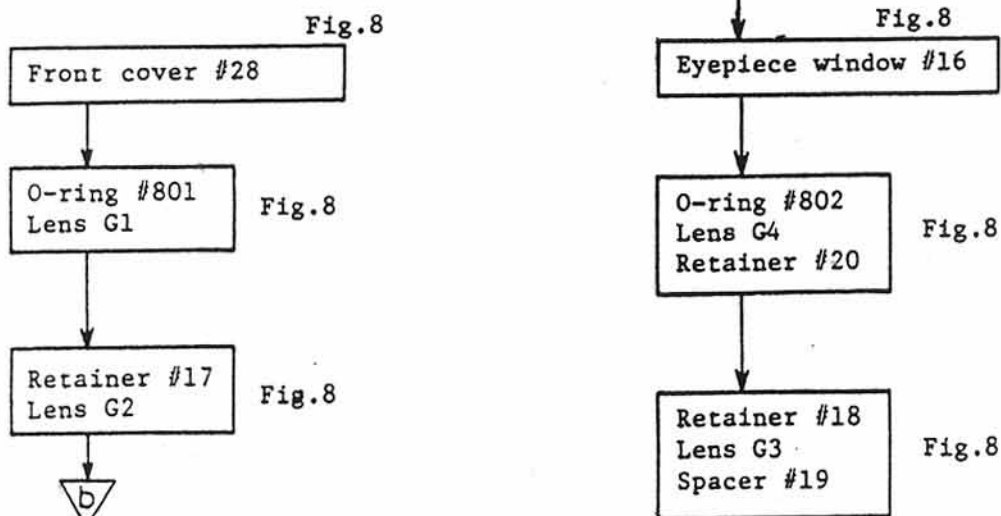 Fig.8
Front cover #28
O-ring #801
Lens G1
Fig.8
Retainer #17
Lens G2
Fig.8
b
Fig.8
Eyepiece window #16
O-ring #802
Lens G4
Retainer #20
Fig.8
Retainer #18
Lens G3
Spacer #19
Fig.8